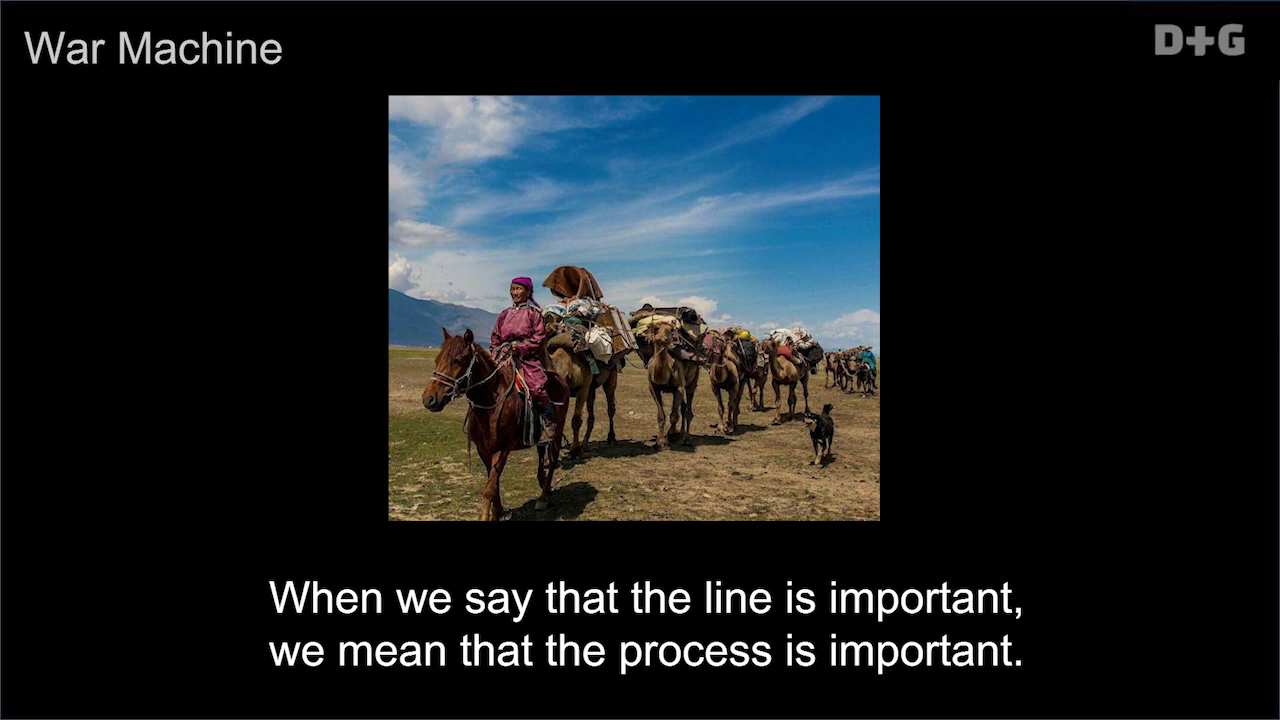 War Machine
D+G
When we say that the line is important,
we mean that the process is important.